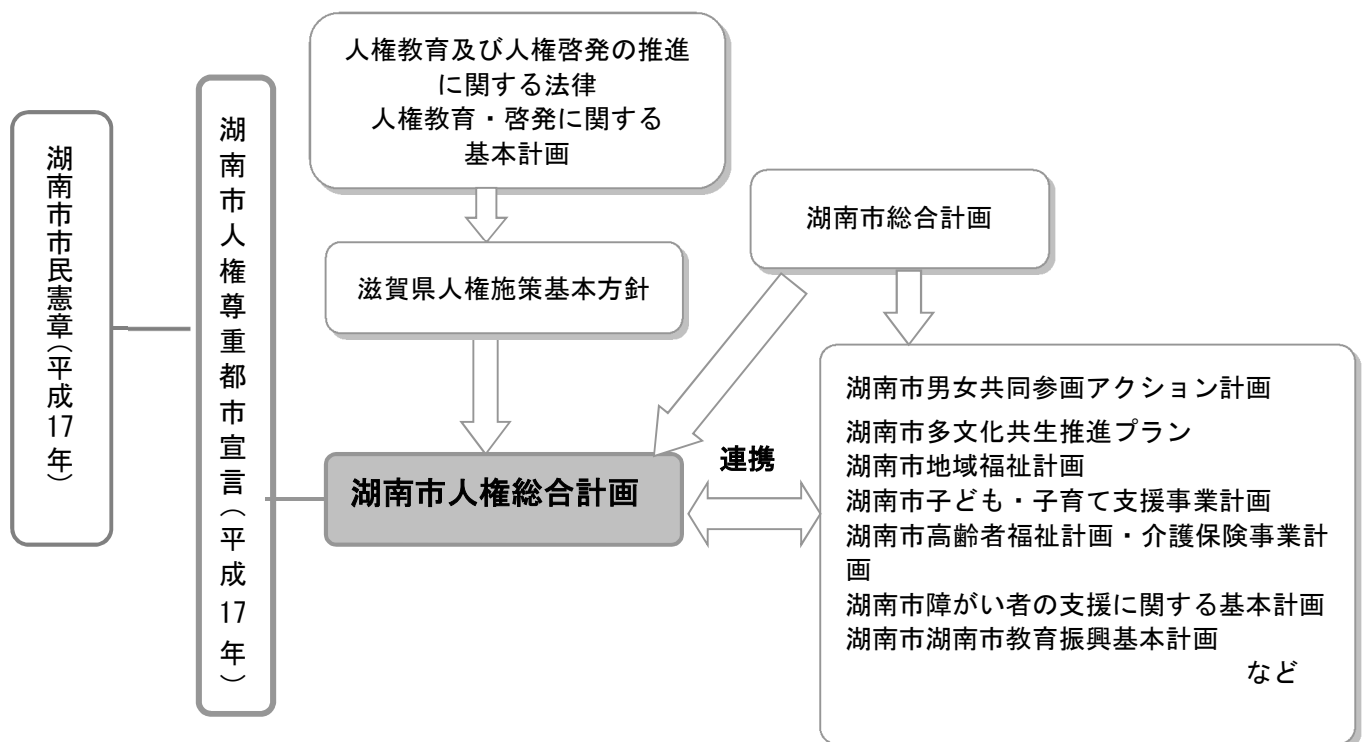 湖南市市民憲章(平成17年)
湖南市人権尊重都市宣言(平成17年)
人権教育及び人権啓発の推進
に関する法律
人権教育・啓発に関する
基本計画
滋賀県人権施策基本方針
湖南市総合計画
湖南市人権総合計画
連携
湖南市男女共同参画アクション計画
湖南市多文化共生推進プラン
湖南市地域福祉計画
湖南市子ども・子育て支援事業計画
湖南市高齢者福祉計画・介護保険事業計
画
湖南市障がい者の支援に関する基本計画
湖南市湖南市教育振興基本計画
など